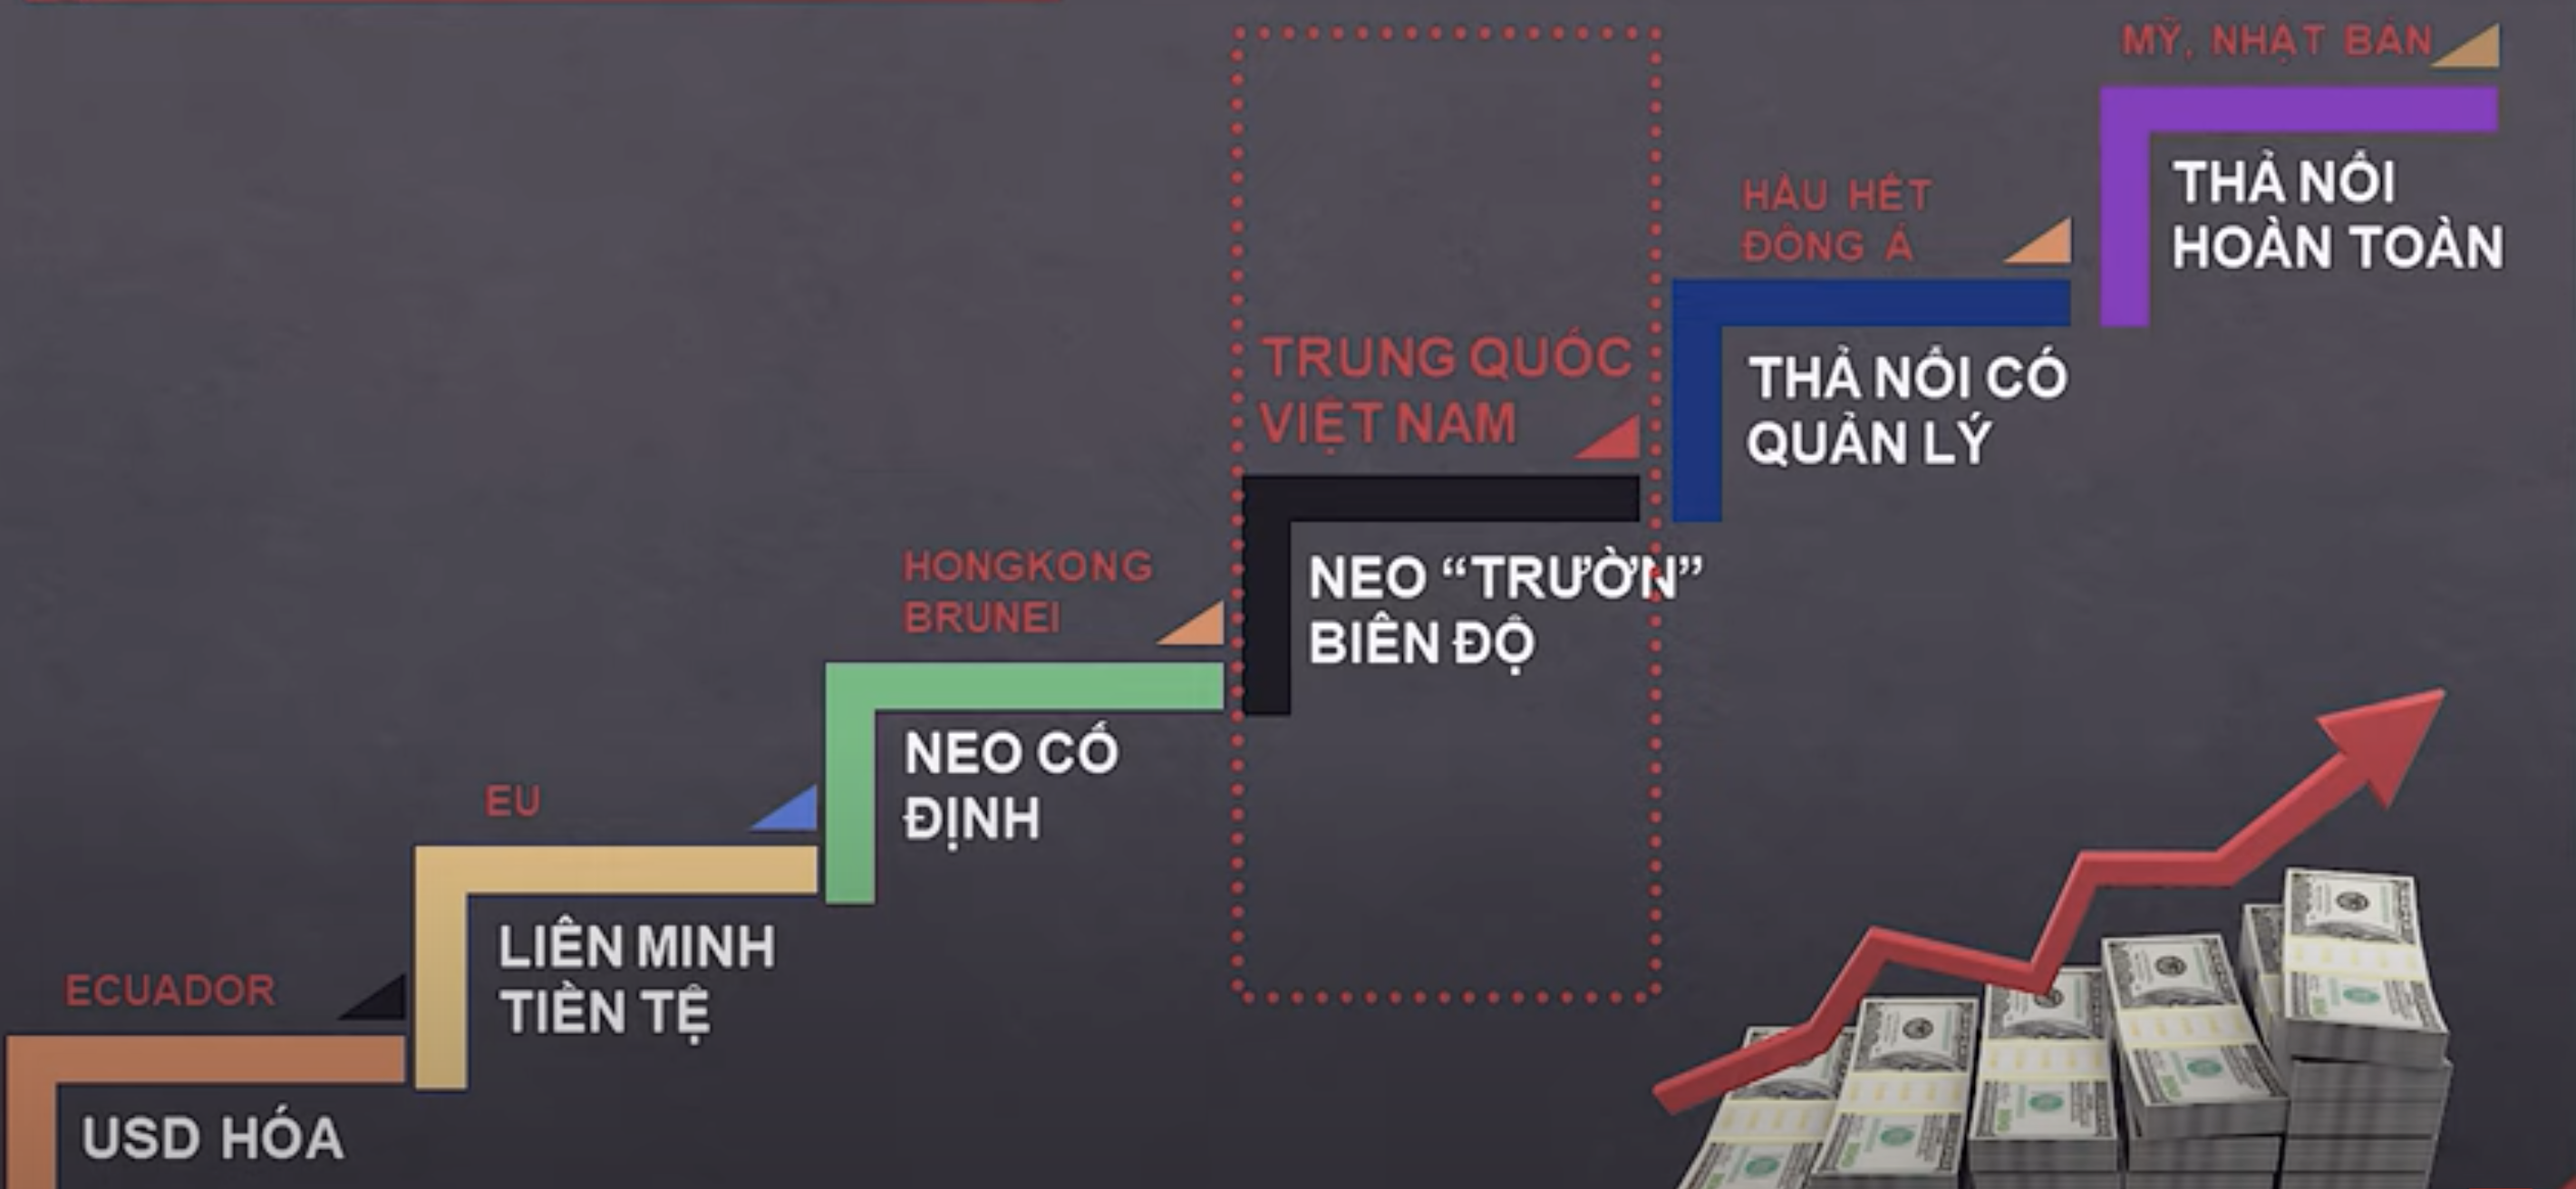 MỸ, NHẬT BẢN
THẢ NỔI
HOÀN TOÀN
HẦU HẾT
ĐÔNG Á
THẢ NỔI CÓ
QUẢN LÝ
TRUNG QUỐC
VIỆT NAM
NEO “TRƯỜN”
BIÊN ĐỘ
HONGKONG
BRUNEI
NEO CỐ
ĐỊNH
EU
LIÊN MINH
TIỀN TỆ
ECUADOR
USD HÓA